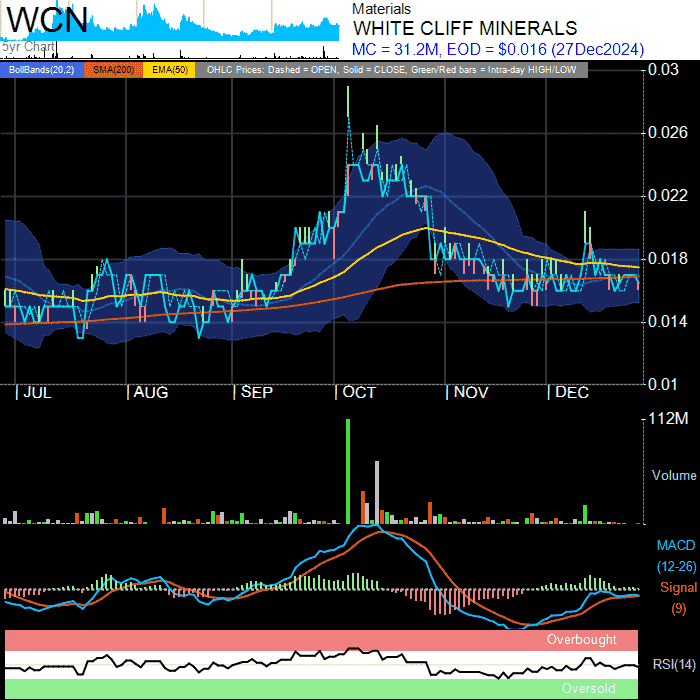 WCN
5yr Chart
Materials
WHITE CLIFF MINERALS
MC = 31.2M, EOD = $0.016 (27Dec2024)
BollBands(20,2) SMA(200) EMA(50) OHLC Prices: Dashed = OPEN, Solid = CLOSE, Green/Red bars = Intra-day HIGH/LOW
0.03
0.026
0.022
0.018
0.014
0.01
JUL AUG SEP OCT NOV DEC
112M
Volume
MACD
(12-26)
Signal
(9)
Overbought
RSI(14)
Oversold